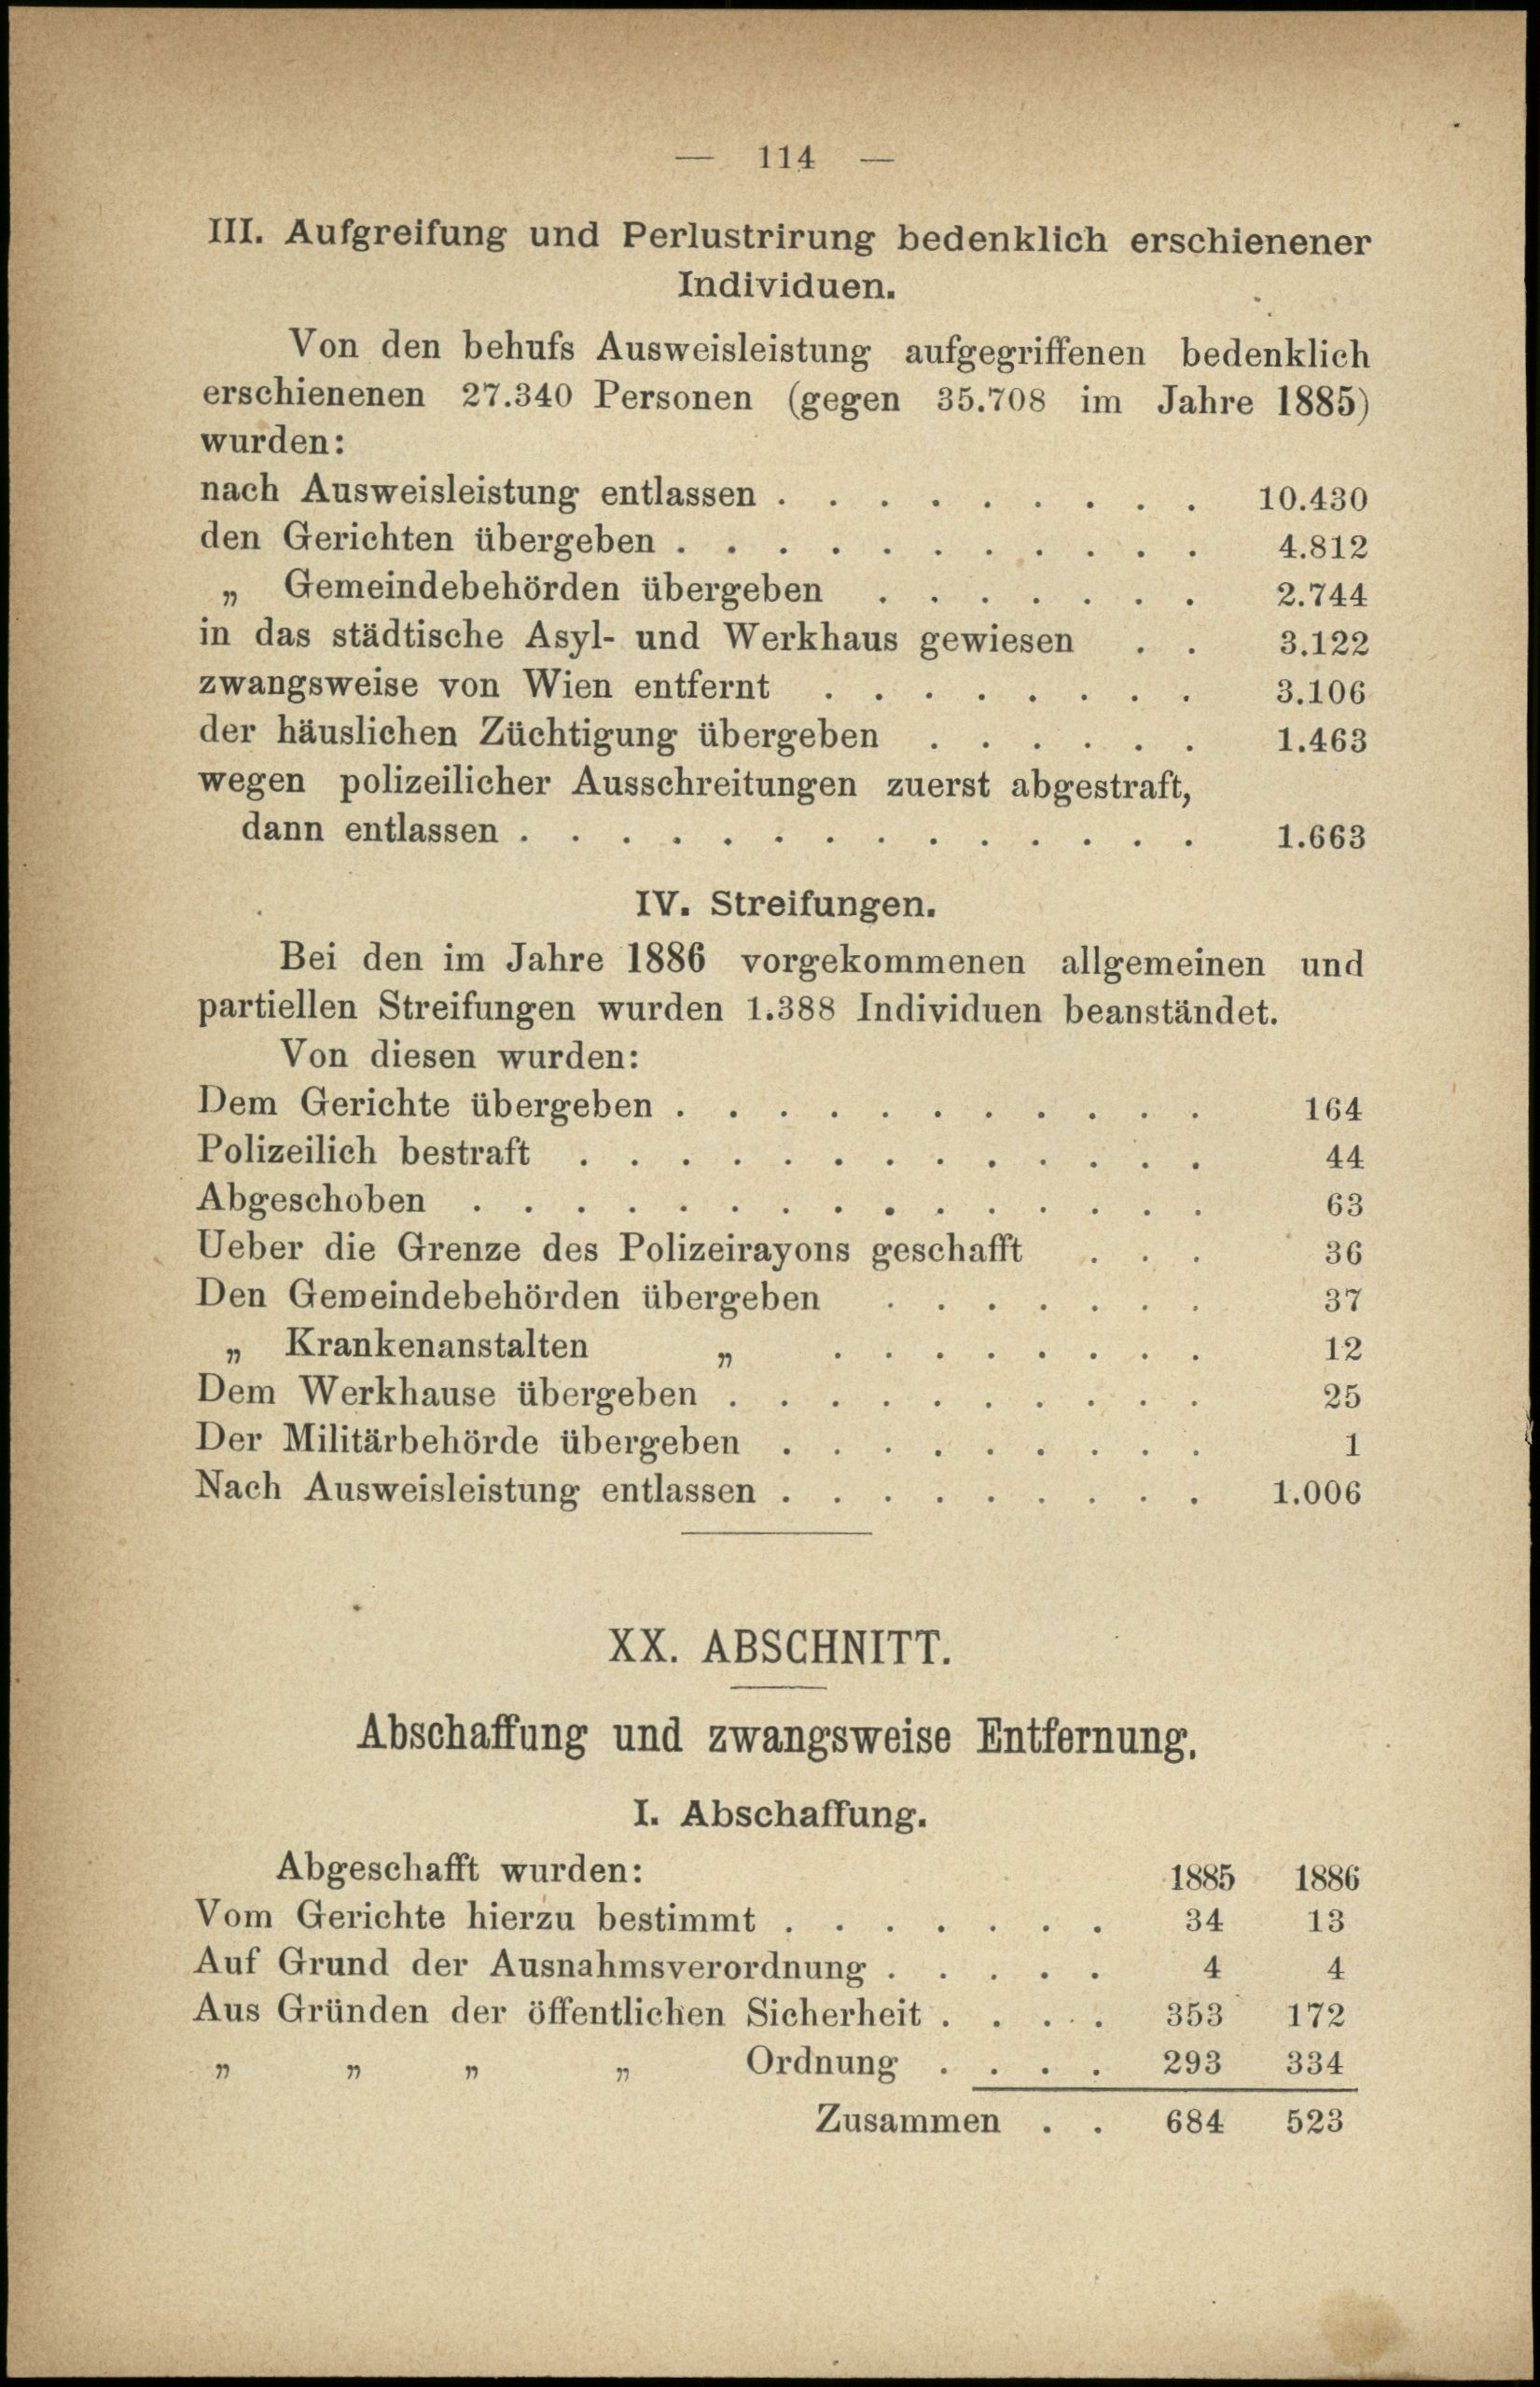 — 114 —
III. Aufgreifung und Perlustrirung bedenklich erschienener
Individuen.
Von den behufs Ausweisleistung aufgegriffenen bedenklich
erschienenen 27.340 Personen (gegen 35.708 im Jahre 1885)
wurden:
nach Ausweisleistung entlassen . . . . . . . . . 10.430
den Gerichten übergeben . . . . . . . . . . . 4.812
„ Gemeindebehörden übergeben . . . . . . . 2.744
in das städtische Asyl- und Werkhaus gewiesen . . 3.122
zwangsweise von Wien entfernt . . . . . . . . 3.106
der häuslichen Züchtigung übergeben . . . . . . 1.463
wegen polizeilicher Ausschreitungen zuerst abgestraft,
dann entlassen . . . . . . . . . . . . . . 1.663
IV. Streifungen.
Bei den im Jahre 1886 vorgekommenen allgemeinen und
partiellen Streifungen wurden 1.388 Individuen beanständet.
Von diesen wurden:
Dem Gerichte übergeben . . . . . . . . . . . 164
Polizeilich bestraft . . . . . . . . . . . . . 44
Abgeschoben . . . . . . . . . . . . . . . 63
Ueber die Grenze des Polizeirayons geschafft . . . 36
Den Gemeindebehörden übergeben . . . . . . . 37
„ Krankenanstalten „ . . . . . . . . 12
Dem Werkhause übergeben . . . . . . . . . . 25
Der Militärbehörde übergeben . . . . . . . . . 1
Nach Ausweisleistung entlassen . . . . . . . . . 1.006
XX. ABSCHNITT.
Abschaffung und zwangsweise Entfernung.
I. Abschaffung.
Abgeschafft wurden: 1885 1886
Vom Gerichte hierzu bestimmt . . . . . . . 34 13
Auf Grund der Ausnahmsverordnung . . . . . 4 4
Aus Gründen der öffentlichen Sicherheit . . . . 353 172
„ „ „ „ Ordnung . . . . 293 334
Zusammen . . 684 523